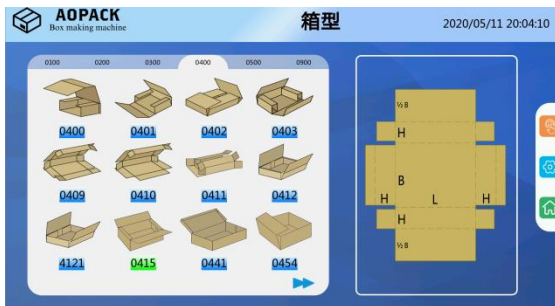 AOPACK
Box making machine
箱型
2020/05/11 20:04:10
0100 0200 0300 0400 0500 0900
0400 0401 0402 0403
0409 0410 0411 0412
4121 0415 0441 0454
½ B
H
B
H L H
H
½ B